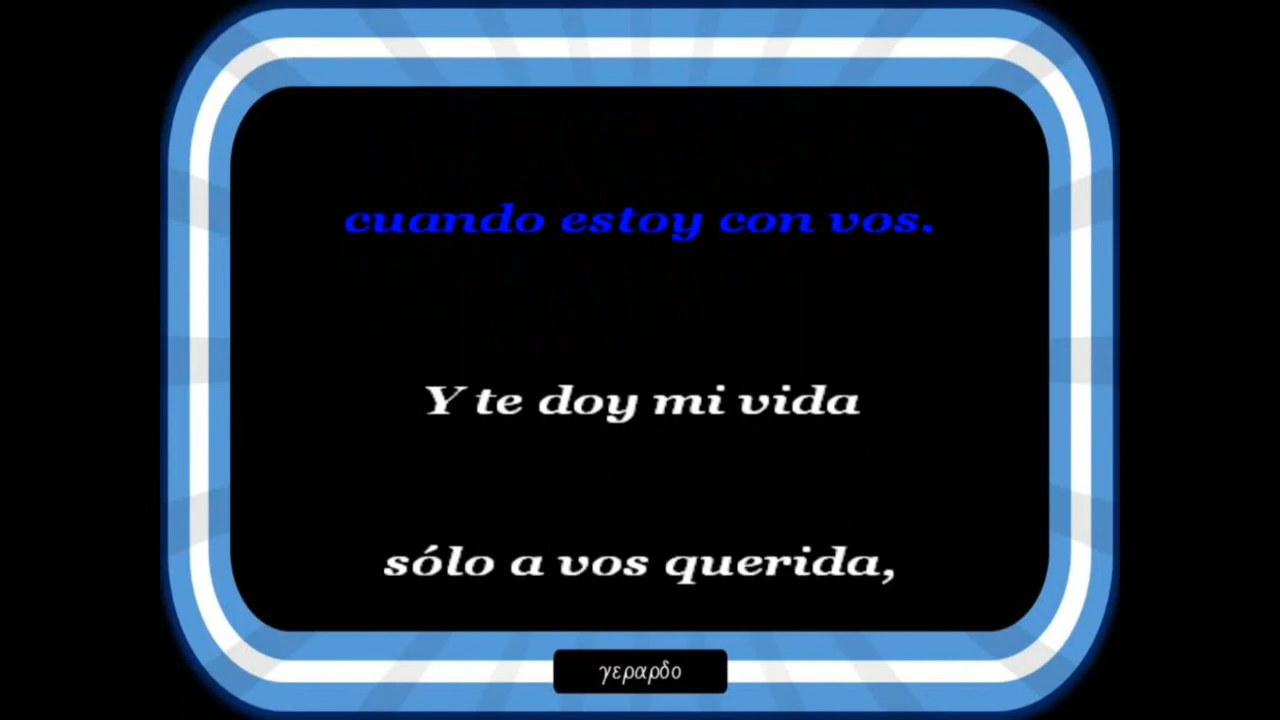 cuando estoy con vos.
Y te doy mi vida
sólo a vos querida,
γεραρδο